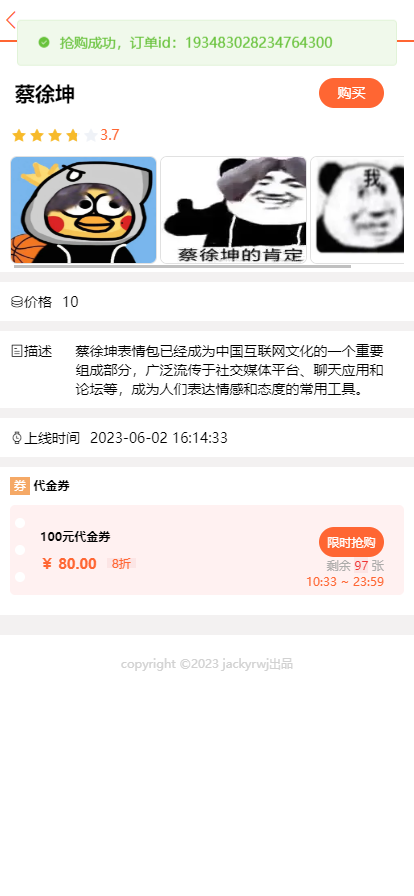 抢购成功，订单id：193483028234764300
蔡徐坤
购买
3.7
我
蔡徐坤的肯定
价格 10
描述 蔡徐坤表情包已经成为中国互联网文化的一个重要
组成部分，广泛流传于社交媒体平台、聊天应用和
论坛等，成为人们表达情感和态度的常用工具。
上线时间 2023-06-02 16:14:33
券 代金券
100元代金券
限时抢购
¥ 80.00 8折
剩余 97 张
10:33 ~ 23:59
copyright ©2023 jackyrwj出品